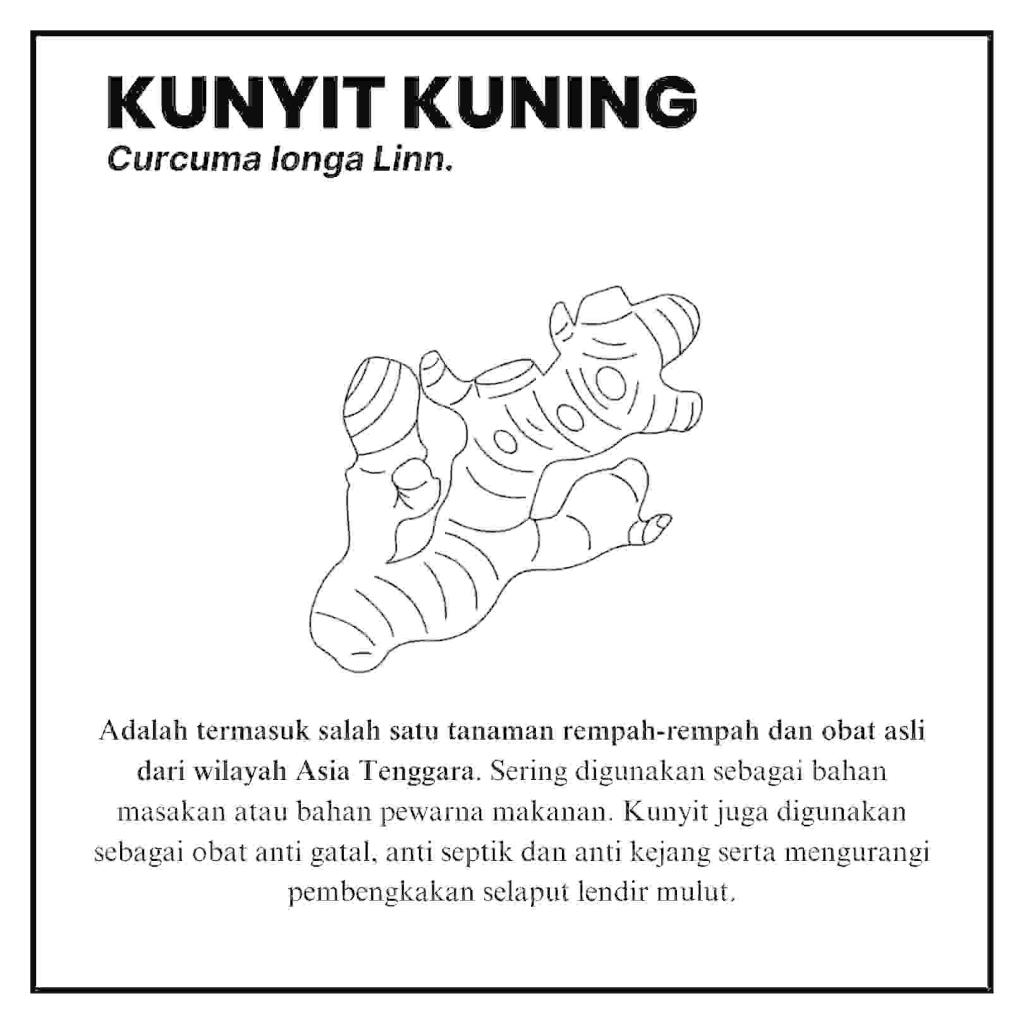 KUNYIT KUNING
Curcuma longa Linn.
Adalah termasuk salah satu tanaman rempah-rempah dan obat asli
dari wilayah Asia Tenggara. Sering digunakan sebagai bahan
masakan atau bahan pewarna makanan. Kunyit juga digunakan
sebagai obat anti gatal, anti septik dan anti kejang serta mengurangi
pembengkakan selaput lendir mulut.